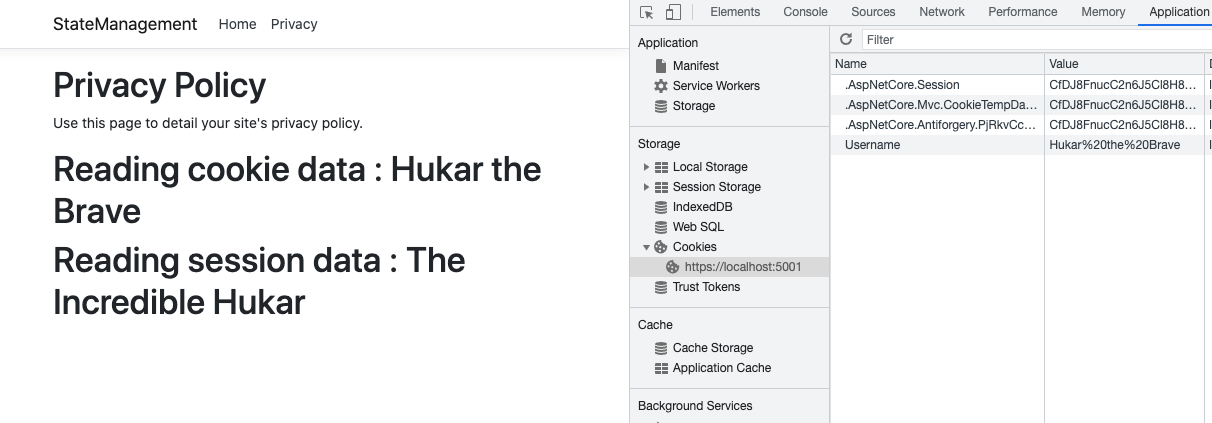 StateManagement Home Privacy
Privacy Policy
Use this page to detail your site's privacy policy.
Reading cookie data : Hukar the
Brave
Reading session data : The
Incredible Hukar
Elements Console Sources Network Performance Memory Application
Application
Manifest
Service Workers
Storage
Storage
Local Storage
Session Storage
IndexedDB
Web SQL
Cookies
https://localhost:5001
Trust Tokens
Cache
Cache Storage
Application Cache
Background Services
Filter
Name Value
.AspNetCore.Session CfDJ8FnucC2n6J5Cl8H8...
.AspNetCore.Mvc.CookieTempDa... CfDJ8FnucC2n6J5Cl8H8...
.AspNetCore.Antiforgery.PjRkvCc... CfDJ8FnucC2n6J5Cl8H8...
Username Hukar%20the%20Brave